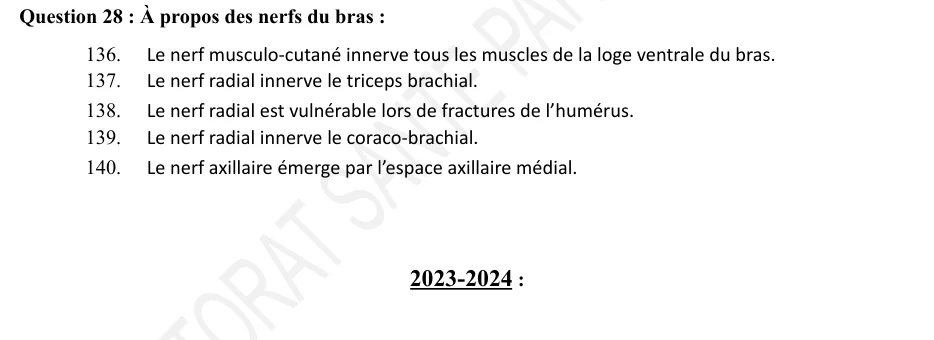 Question 28 : À propos des nerfs du bras :
136. Le nerf musculo-cutané innerve tous les muscles de la loge ventrale du bras.
137. Le nerf radial innerve le triceps brachial.
138. Le nerf radial est vulnérable lors de fractures de l’humérus.
139. Le nerf radial innerve le coraco-brachial.
140. Le nerf axillaire émerge par l’espace axillaire médial.
2023-2024 :